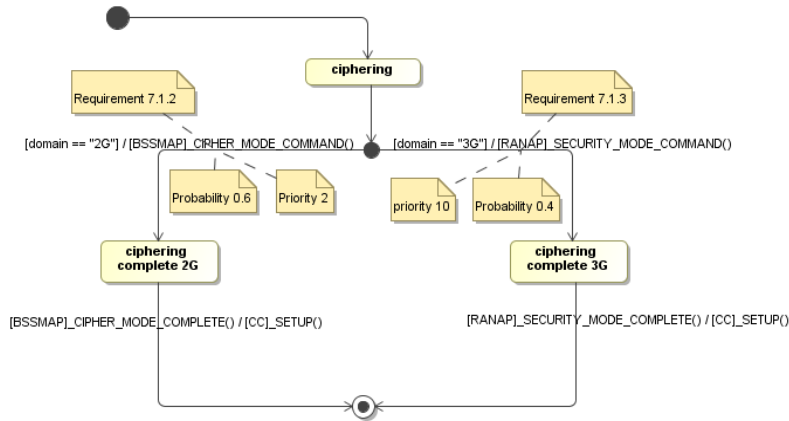 ciphering
Requirement 7.1.2
Requirement 7.1.3
[domain == "2G"] / [BSSMAP]_CIPHER_MODE_COMMAND()
[domain == "3G"] / [RANAP]_SECURITY_MODE_COMMAND()
Probability 0.6
Priority 2
priority 10
Probability 0.4
ciphering
complete 2G
ciphering
complete 3G
[BSSMAP]_CIPHER_MODE_COMPLETE() / [CC]_SETUP()
[RANAP]_SECURITY_MODE_COMPLETE() / [CC]_SETUP()